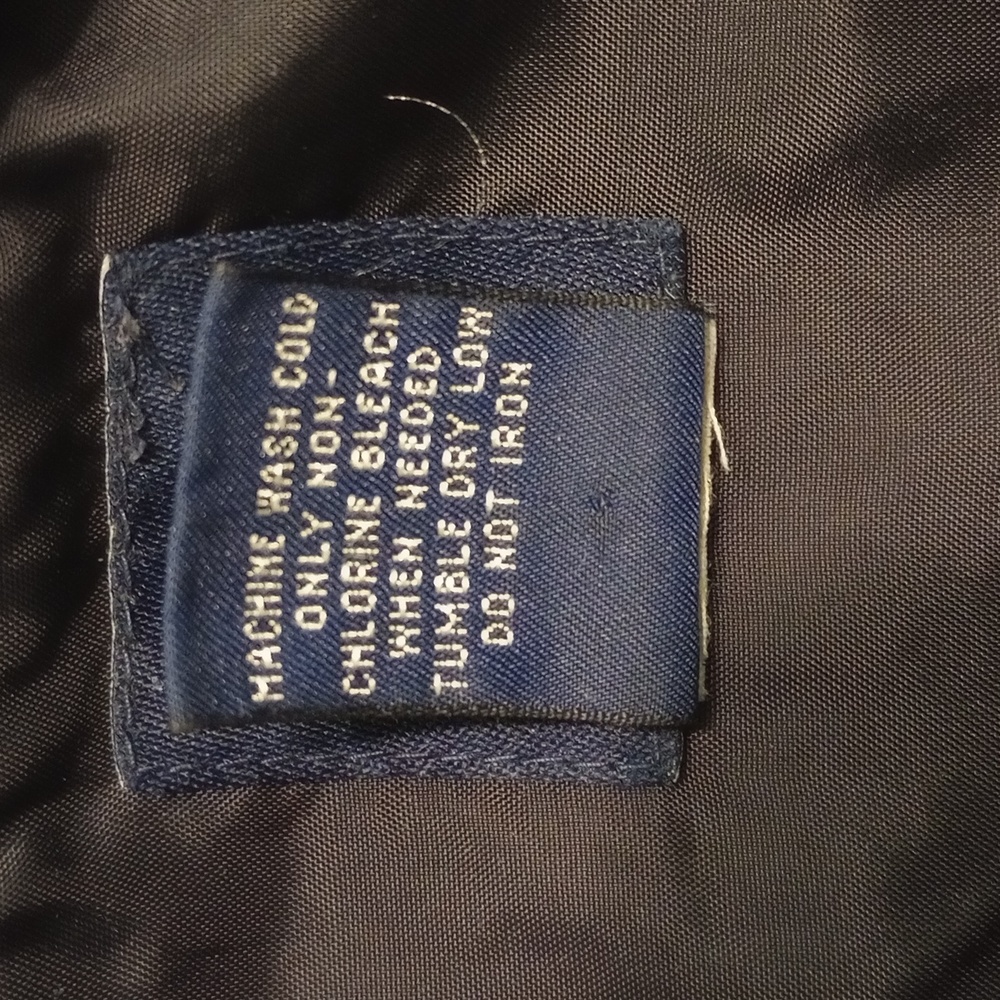 MACHINE WASH COLD
ONLY NON-
CHLORINE BLEACH
WHEN NEEDED
TUMBLE DRY LOW
DO NOT IRON